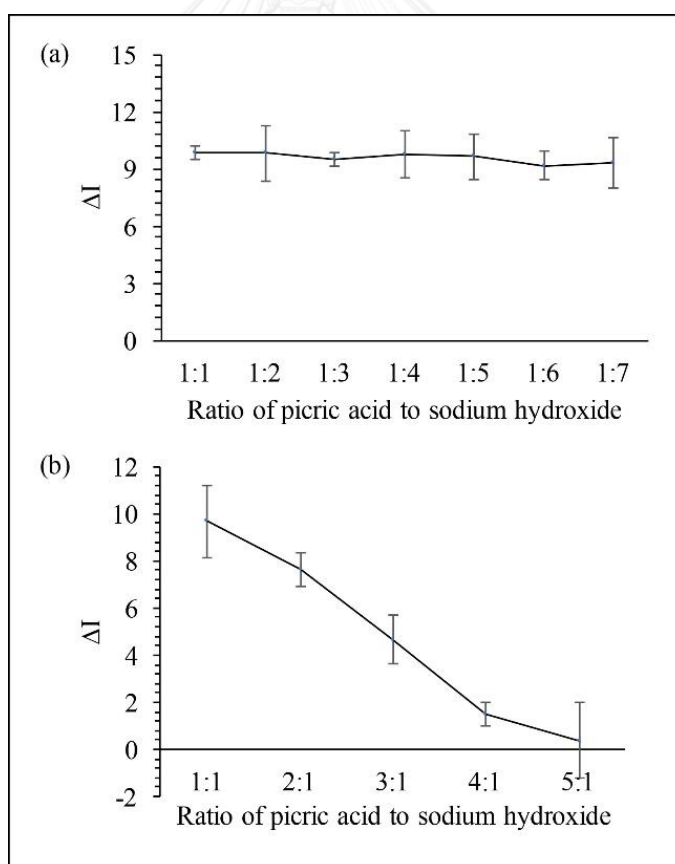 (a)
15
12
9
6
3
0
ΔI
1:1 1:2 1:3 1:4 1:5 1:6 1:7
Ratio of picric acid to sodium hydroxide
(b)
12
10
8
6
4
2
0
-2
ΔI
1:1 2:1 3:1 4:1 5:1
Ratio of picric acid to sodium hydroxide